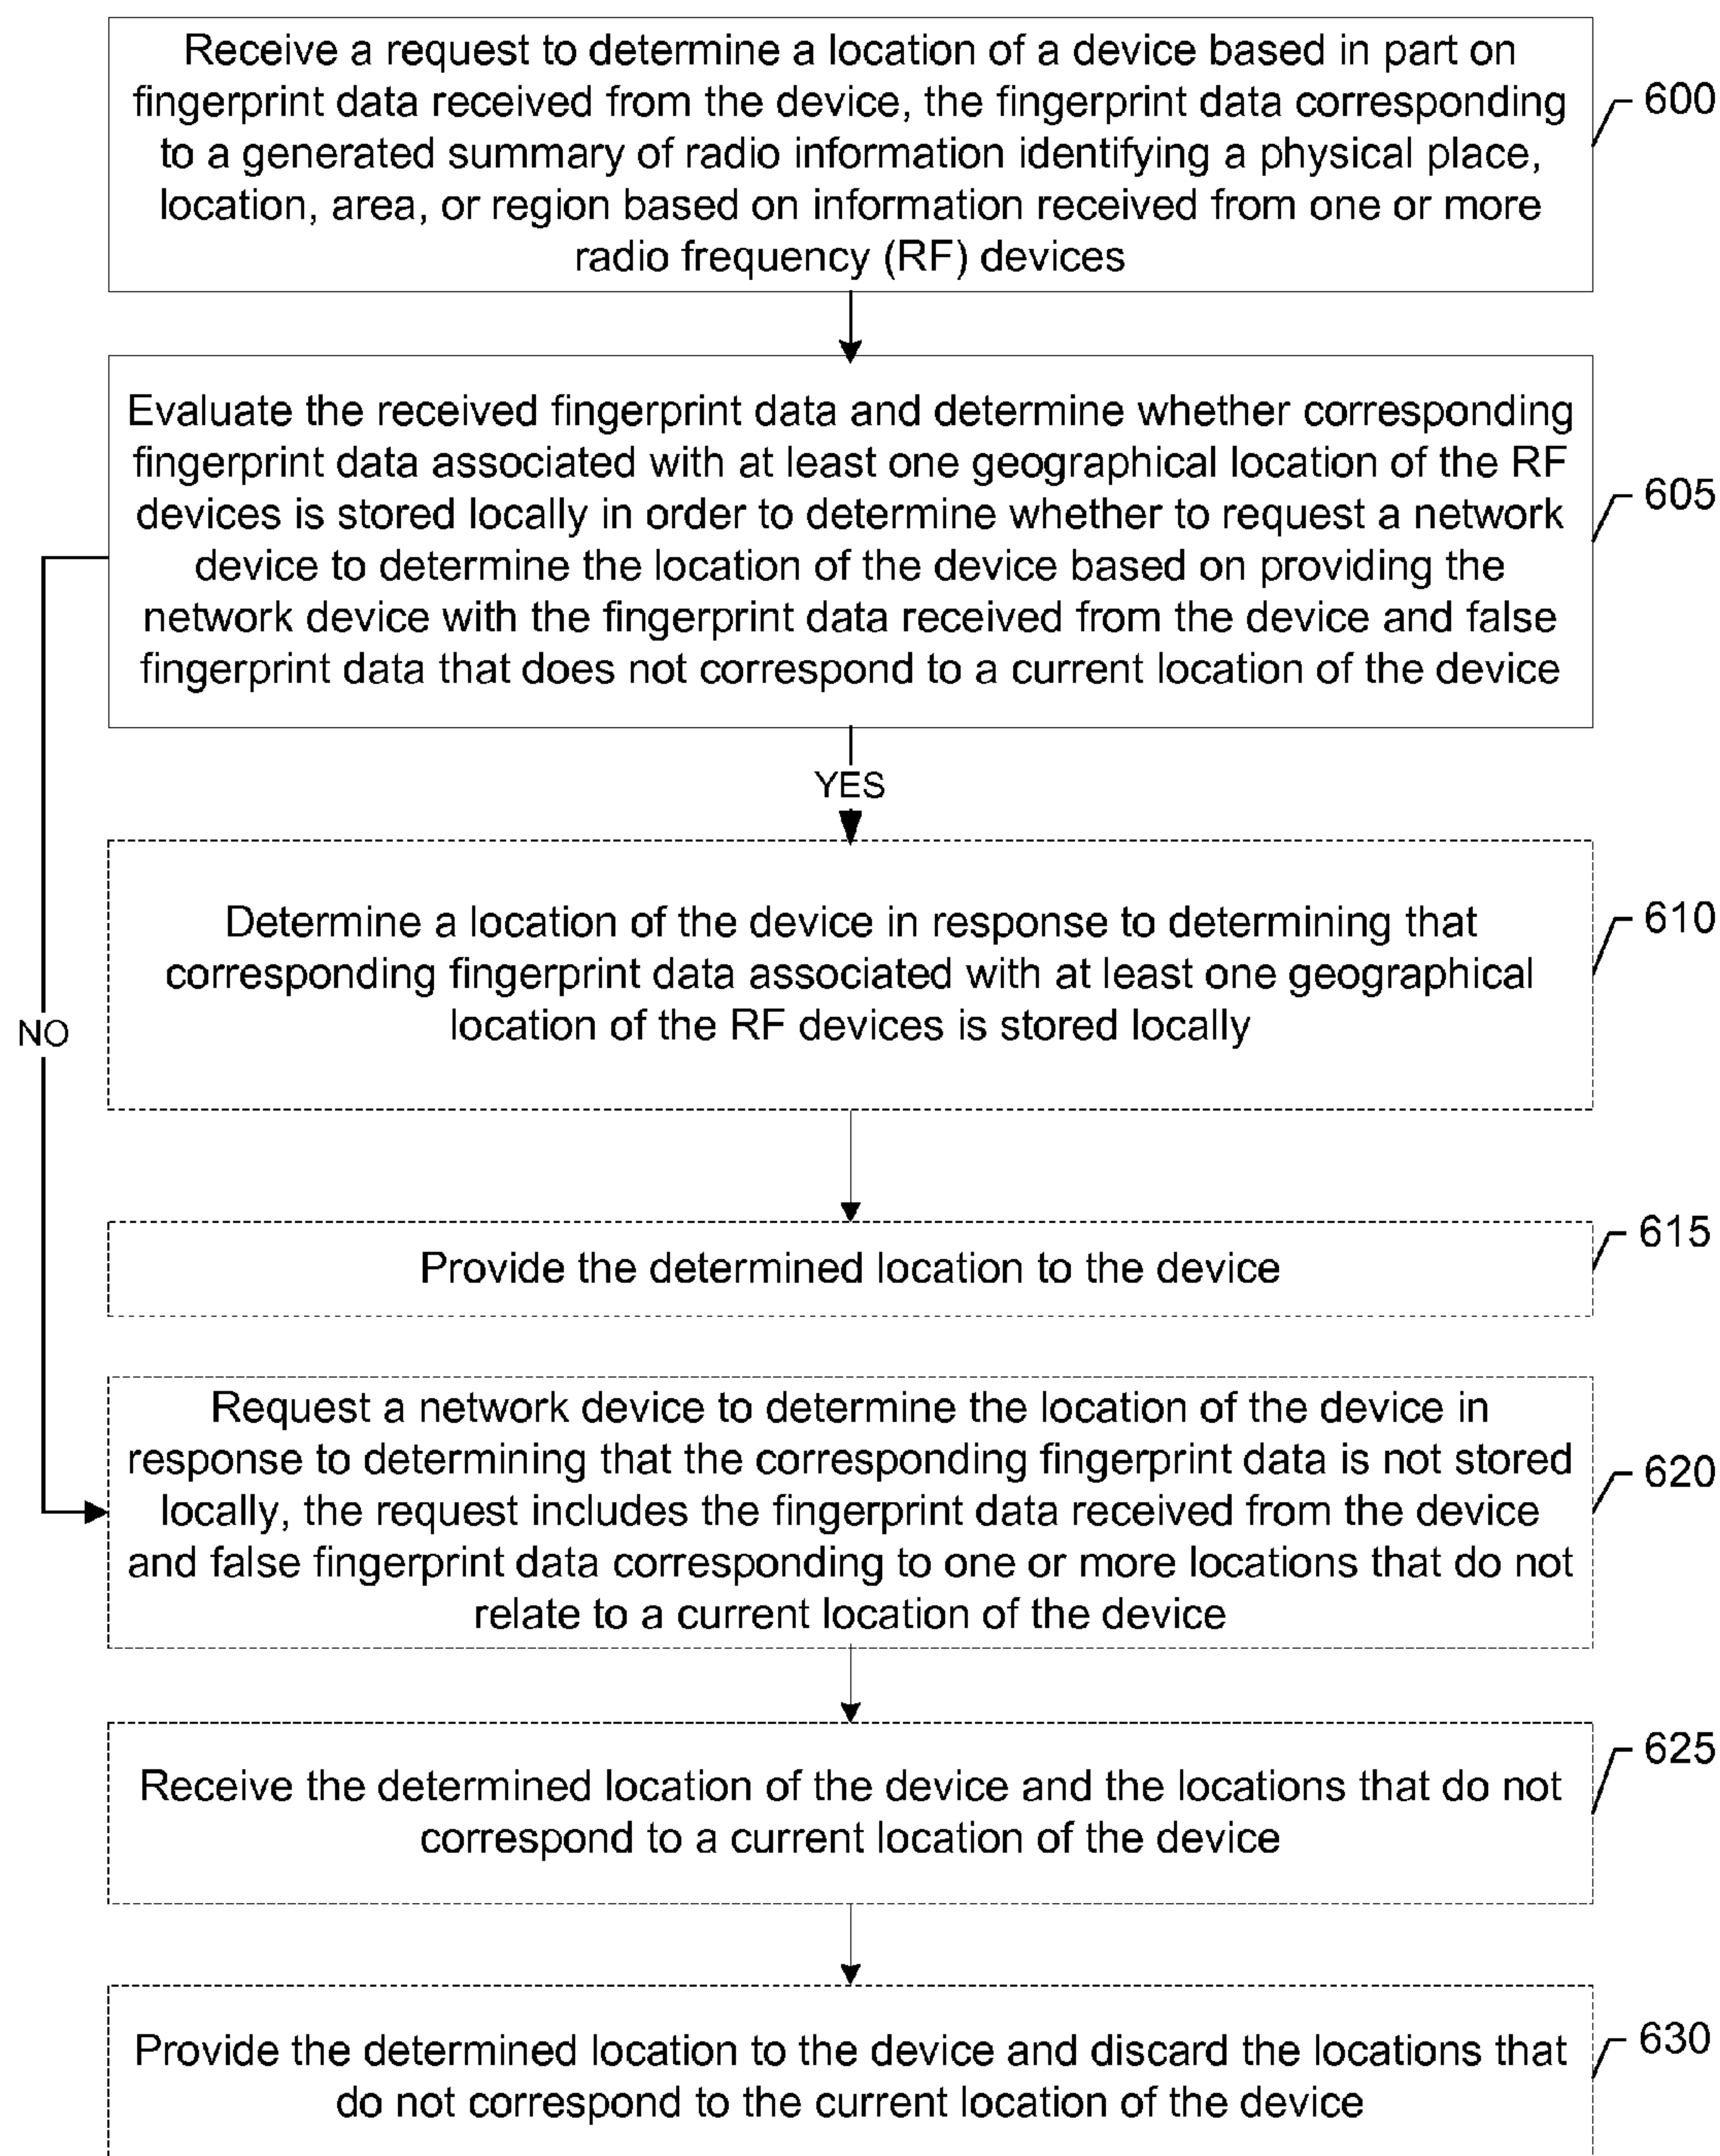 Receive a request to determine a location of a device based in part on
fingerprint data received from the device, the fingerprint data corresponding
to a generated summary of radio information identifying a physical place,
location, area, or region based on information received from one or more
radio frequency (RF) devices
600
Evaluate the received fingerprint data and determine whether corresponding
fingerprint data associated with at least one geographical location of the RF
devices is stored locally in order to determine whether to request a network
device to determine the location of the device based on providing the
network device with the fingerprint data received from the device and false
fingerprint data that does not correspond to a current location of the device
605
YES
Determine a location of the device in response to determining that
corresponding fingerprint data associated with at least one geographical
location of the RF devices is stored locally
610
NO
Provide the determined location to the device
615
Request a network device to determine the location of the device in
response to determining that the corresponding fingerprint data is not stored
locally, the request includes the fingerprint data received from the device
and false fingerprint data corresponding to one or more locations that do not
relate to a current location of the device
620
Receive the determined location of the device and the locations that do not
correspond to a current location of the device
625
Provide the determined location to the device and discard the locations that
do not correspond to the current location of the device
630